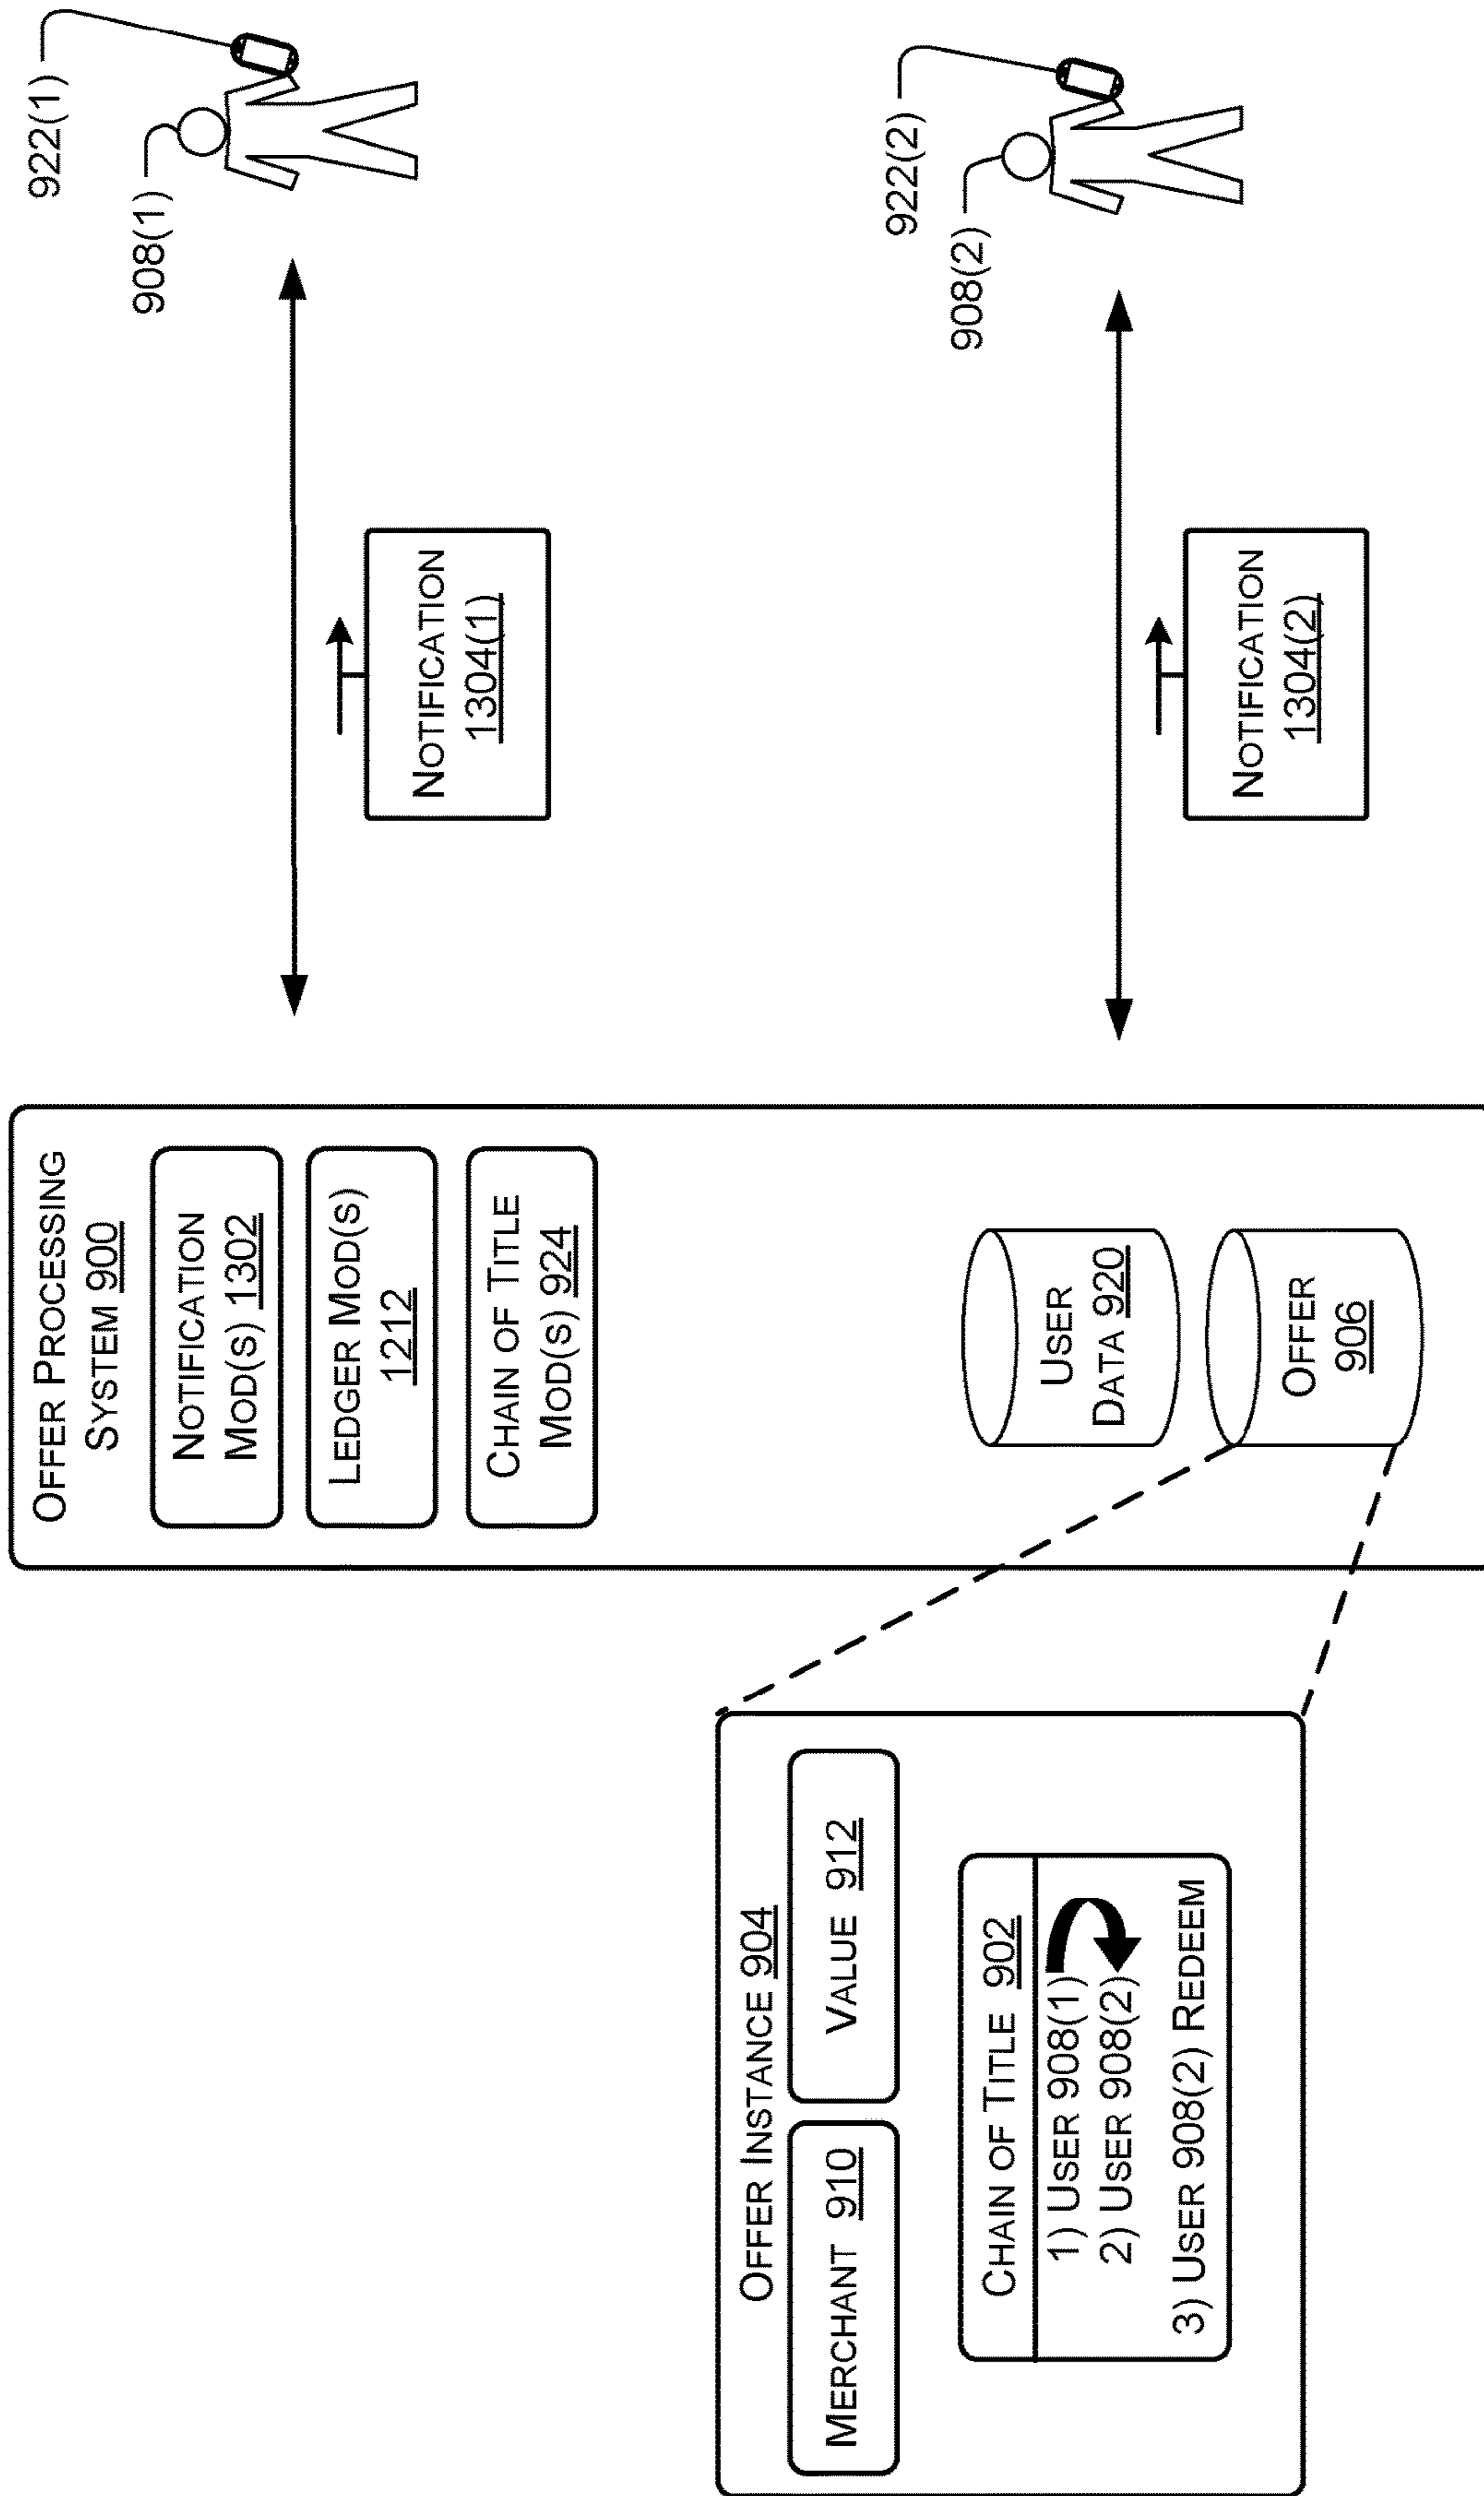 OFFER PROCESSING
SYSTEM 900
NOTIFICATION
MOD(S) 1302
LEDGER MOD(S)
1212
CHAIN OF TITLE
MOD(S) 924
USER
DATA 920
OFFER
906
OFFER INSTANCE 904
MERCHANT 910
VALUE 912
CHAIN OF TITLE 902
1) USER 908(1)
2) USER 908(2)
3) USER 908(2) REDEEM
NOTIFICATION
1304(1)
NOTIFICATION
1304(2)
922(1)
908(1)
922(2)
908(2)